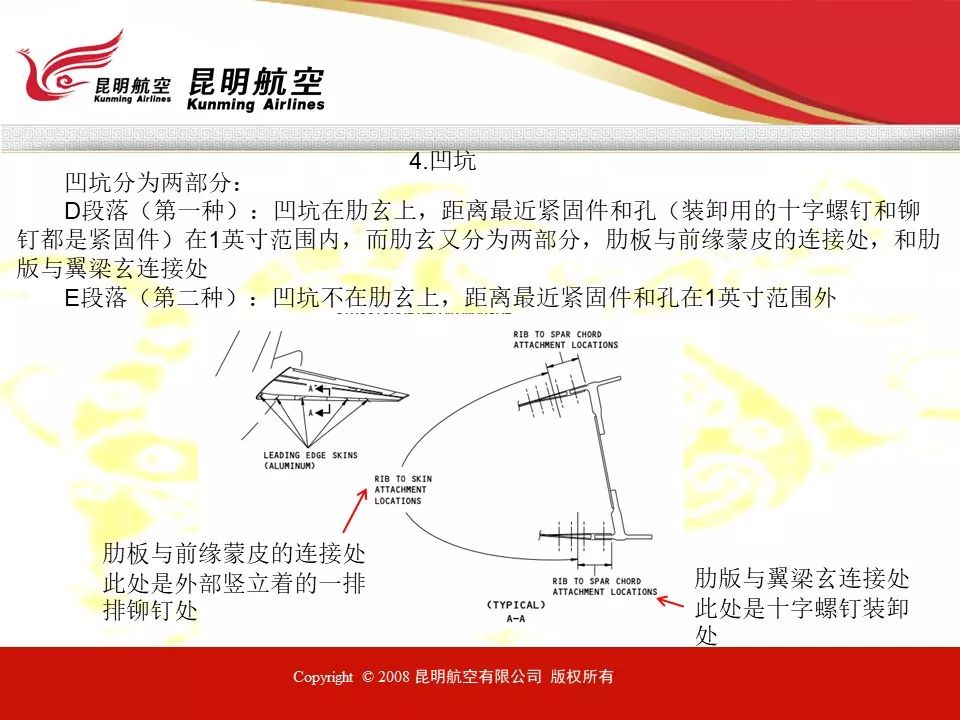 昆明航空 昆明航空
Kunming Airlines Kunming Airlines
4.凹坑
凹坑分为两部分：
D段落（第一种）：凹坑在肋玄上，距离最近紧固件和孔（装卸用的十字螺钉和铆
钉都是紧固件）在1英寸范围内，而肋玄又分为两部分，肋板与前缘蒙皮的连接处，和肋
版与翼梁玄连接处
E段落（第二种）：凹坑不在肋玄上，距离最近紧固件和孔在1英寸范围外
RIB TO SPAR CHORD
ATTACHMENT LOCATIONS
A
A
LEADING EDGE SKINS
(ALUMINUM)
RIB TO SKIN
ATTACHMENT
LOCATIONS
肋板与前缘蒙皮的连接处
此处是外部竖立着的一排
排铆钉处
RIB TO SPAR CHORD
ATTACHMENT LOCATIONS
(TYPICAL)
A-A
肋版与翼梁玄连接处
此处是十字螺钉装卸
处
Copyright © 2008 昆明航空有限公司 版权所有